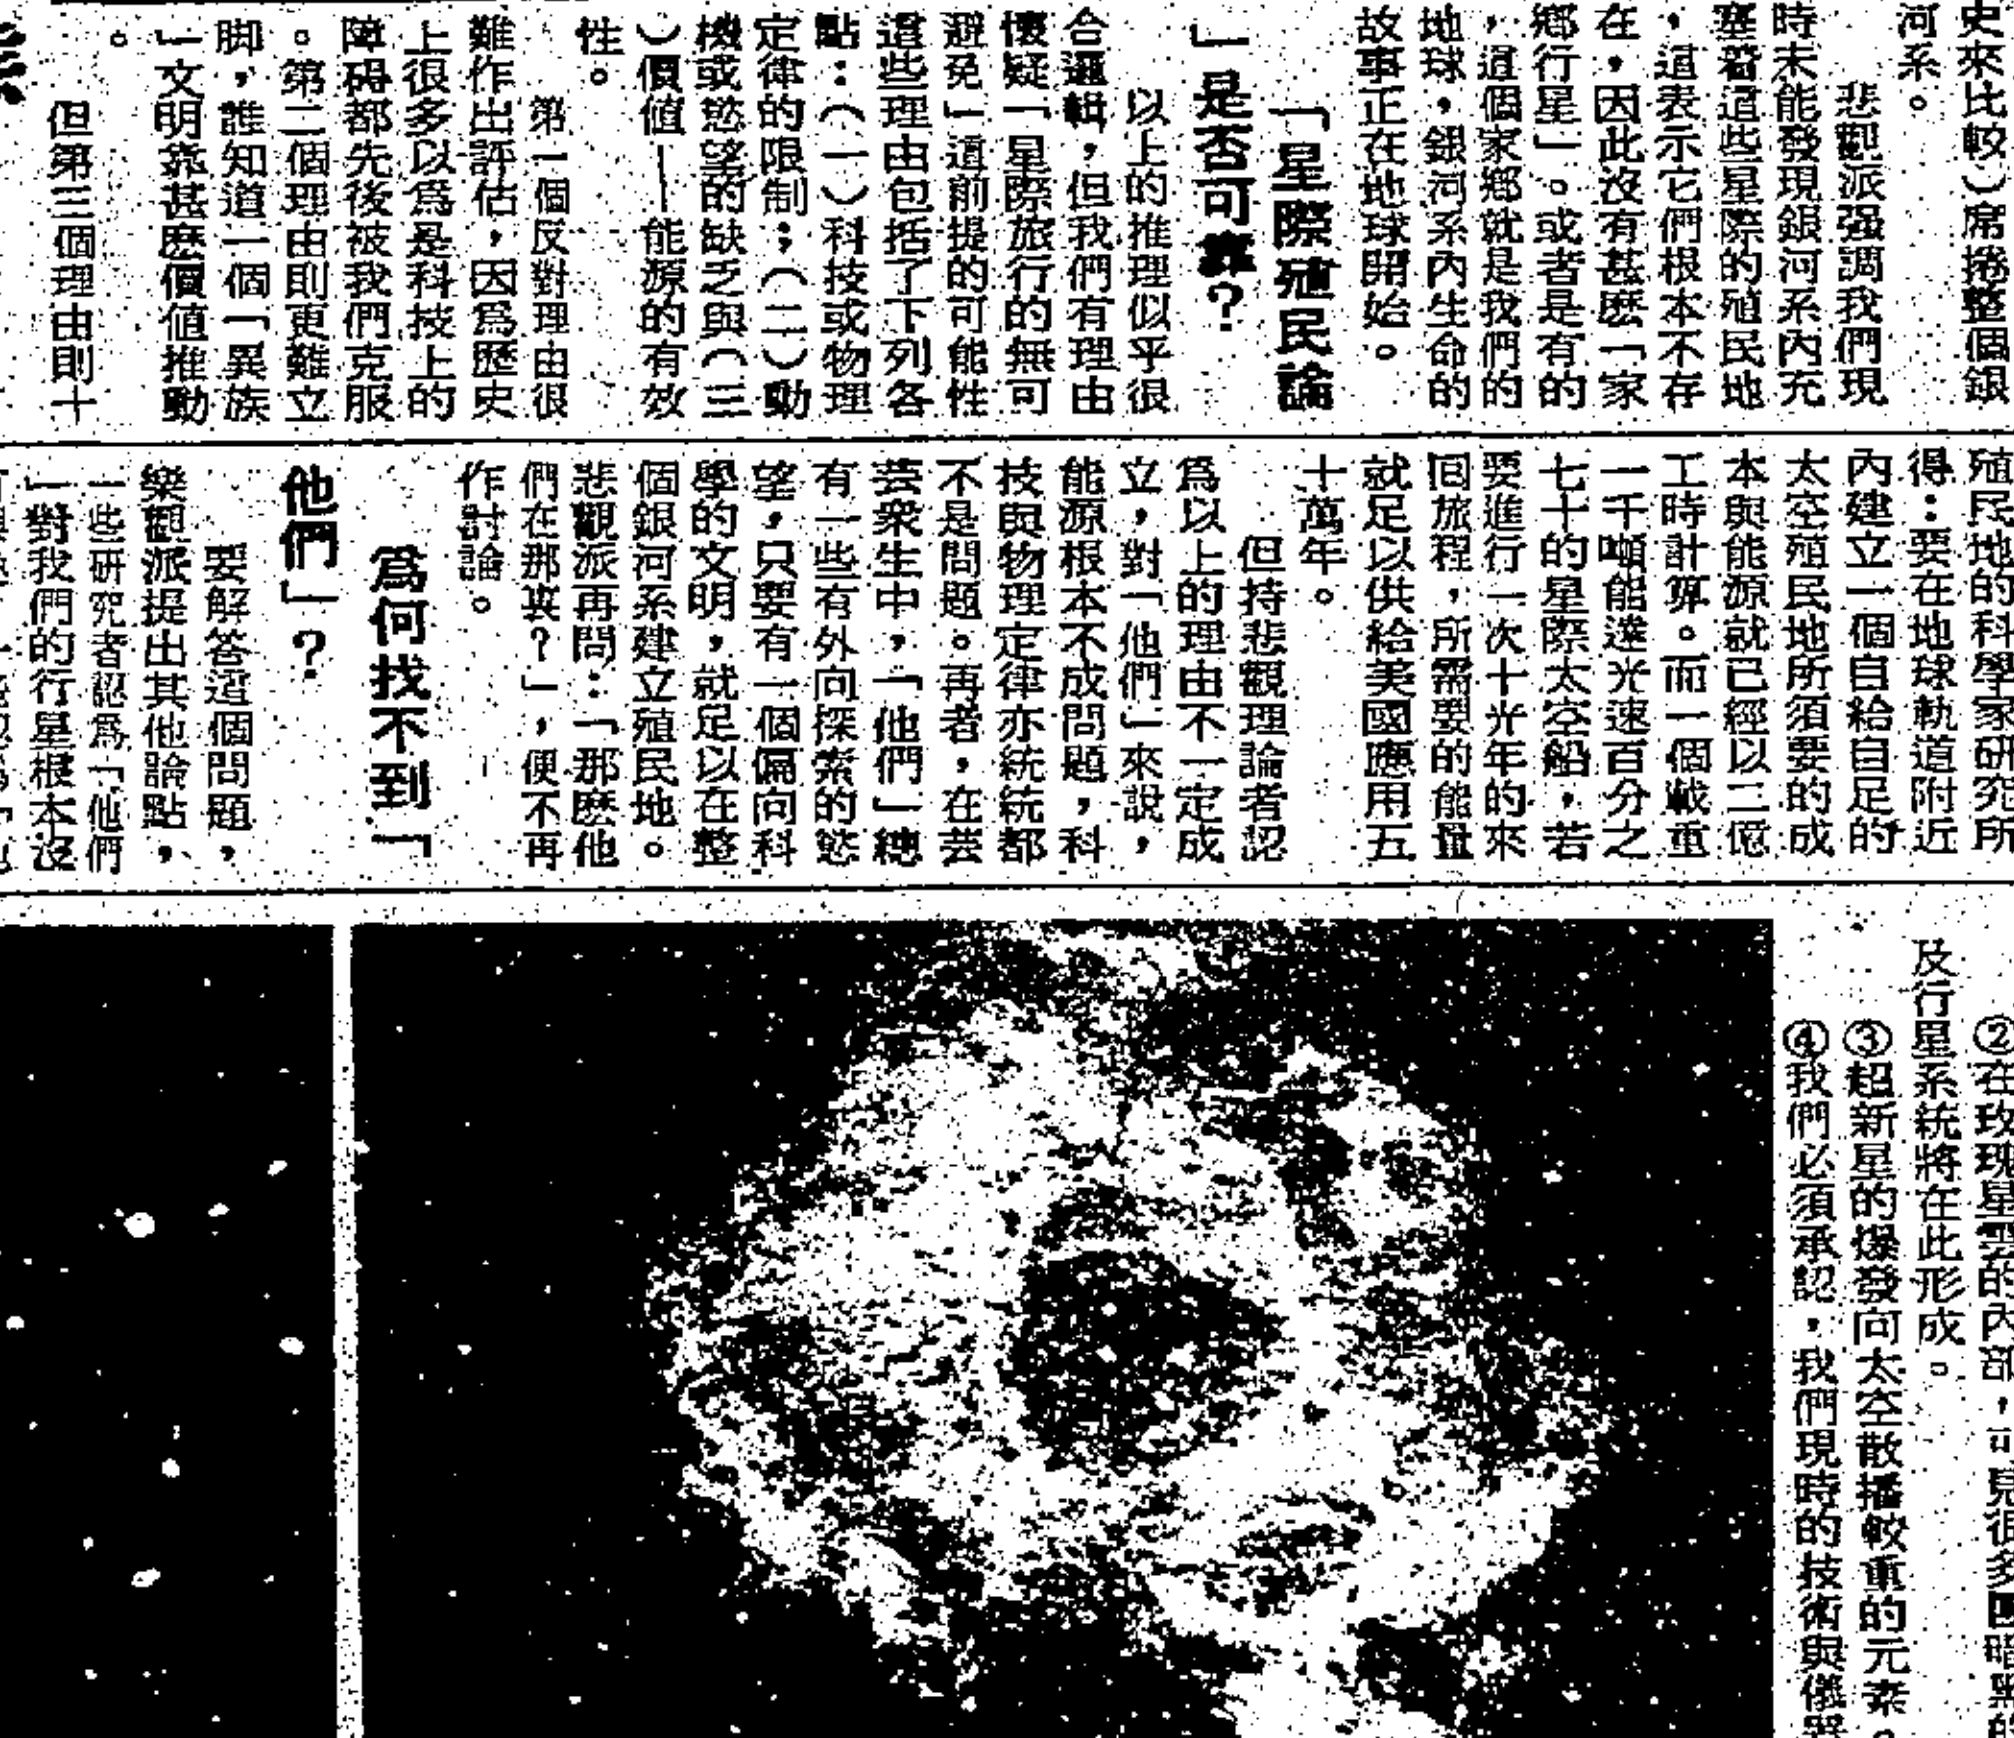 史來比較）席捲整個銀
河系。
悲觀派强調我們現
時未能發現銀河系內充
塞着這些星際的殖民地
，這表示它們根本不存
在，因此沒有甚麽「家
鄉行星」。或者是有的
，這個家鄉就是我們的
地球，銀河系內生命的
故事正在地球開始。
「星際殖民論
」是否可靠？
以上的推理似乎很
合邏輯，但我們有理由
懷疑「星際旅行的無可
避免」這前提的可能性
這些理由包括了下列各
點：（一）科技或物理
定律的限制；（二）動
機或慾望的缺乏與（三
）價值——能源的有效
性。
第一個反對理由很
難作出評估，因爲歷史
上很多以爲是科技上的
障碍都先後被我們克服
。第二個理由則更難立
脚，誰知道一個「異族
」文明靠甚麽價值推動
。
但第三個理由則十
殖民地的科學家研究所
得：要在地球軌道附近
內建立一個自給自足的
太空殖民地所須要的成
本與能源就已經以二億
工時計算。而一個載重
一千噸能達光速百分之
七十的星際太空船，若
要進行一次十光年的來
回旅程，所需要的能量
就足以供給美國應用五
十萬年。
但持悲觀理論者認
爲以上的理由不一定成
立，對「他們」來說，
能源根本不成問題，科
技與物理定律亦統統都
不是問題。再者，在芸
芸衆生中，「他們」總
有一些有外向探索的慾
望，只要有一個偏向科
學的文明，就足以在整
個銀河系建立殖民地。
悲觀派再問：「那麽他
們在那裏？」，便不再
作討論。
爲何找不到「
他們」？
要解答這個問題，
樂觀派提出其他論點，
一些研究者認爲「他們
」對我們的行星根本沒
②在玫瑰星雲的內部，可見很多團暗黑的
及行星系統將在此形成。
③超新星的爆發向太空散播較重的元素。
④我們必須承認，我們現時的技術與儀器